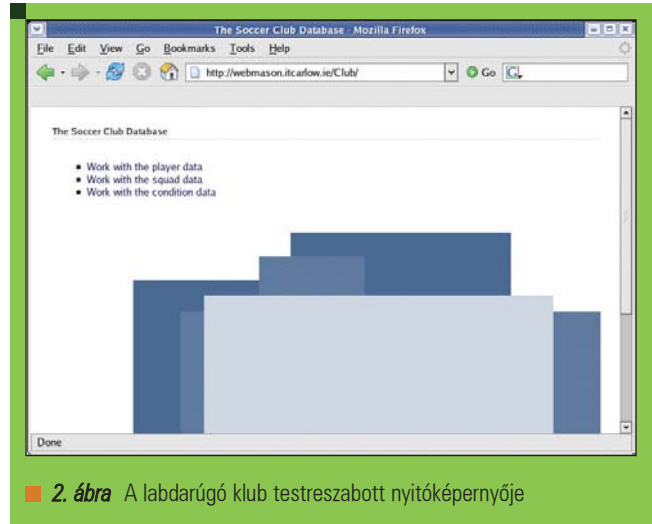 The Soccer Club Database - Mozilla Firefox
File Edit View Go Bookmarks Tools Help
http://webmason.itcarlow.ie/Club/ Go G
The Soccer Club Database
Work with the player data
Work with the squad data
Work with the condition data
Done
2. ábra A labdarúgó klub testreszabott nyitóképernyője